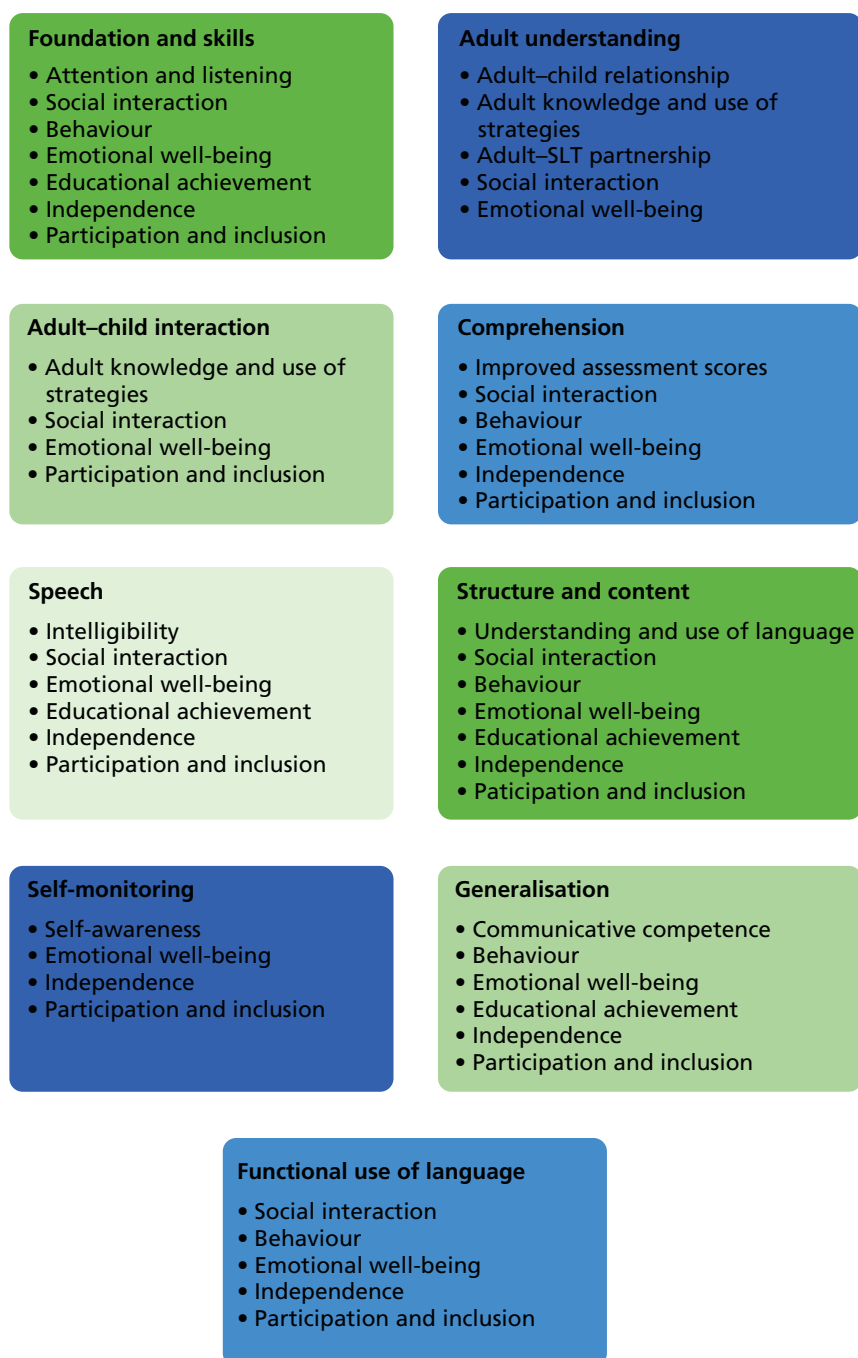 Foundation and skills
• Attention and listening
• Social interaction
• Behaviour
• Emotional well-being
• Educational achievement
• Independence
• Participation and inclusion
Adult understanding
• Adult–child relationship
• Adult knowledge and use of
strategies
• Adult–SLT partnership
• Social interaction
• Emotional well-being
Adult–child interaction
• Adult knowledge and use of
strategies
• Social interaction
• Emotional well-being
• Participation and inclusion
Comprehension
• Improved assessment scores
• Social interaction
• Behaviour
• Emotional well-being
• Independence
• Participation and inclusion
Speech
• Intelligibility
• Social interaction
• Emotional well-being
• Educational achievement
• Independence
• Participation and inclusion
Structure and content
• Understanding and use of language
• Social interaction
• Behaviour
• Emotional well-being
• Educational achievement
• Independence
• Paticipation and inclusion
Self-monitoring
• Self-awareness
• Emotional well-being
• Independence
• Participation and inclusion
Generalisation
• Communicative competence
• Behaviour
• Emotional well-being
• Educational achievement
• Independence
• Participation and inclusion
Functional use of language
• Social interaction
• Behaviour
• Emotional well-being
• Independence
• Participation and inclusion